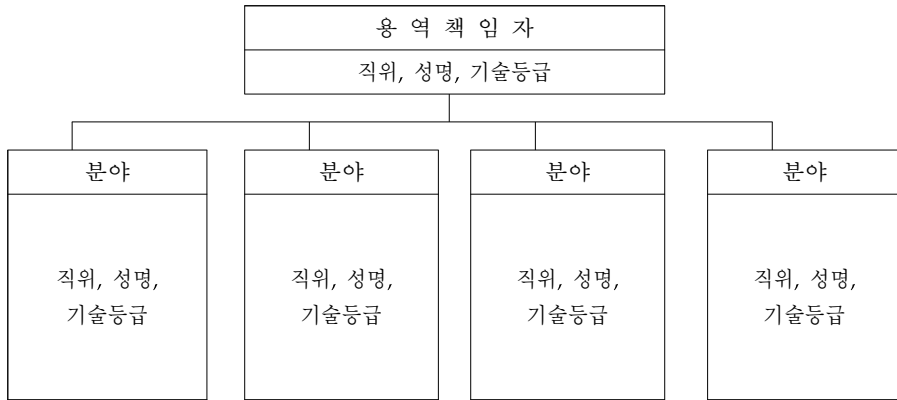 용 역 책 임 자
직위, 성명, 기술등급
분야
직위, 성명,
기술등급
분야
직위, 성명,
기술등급
분야
직위, 성명,
기술등급
분야
직위, 성명,
기술등급